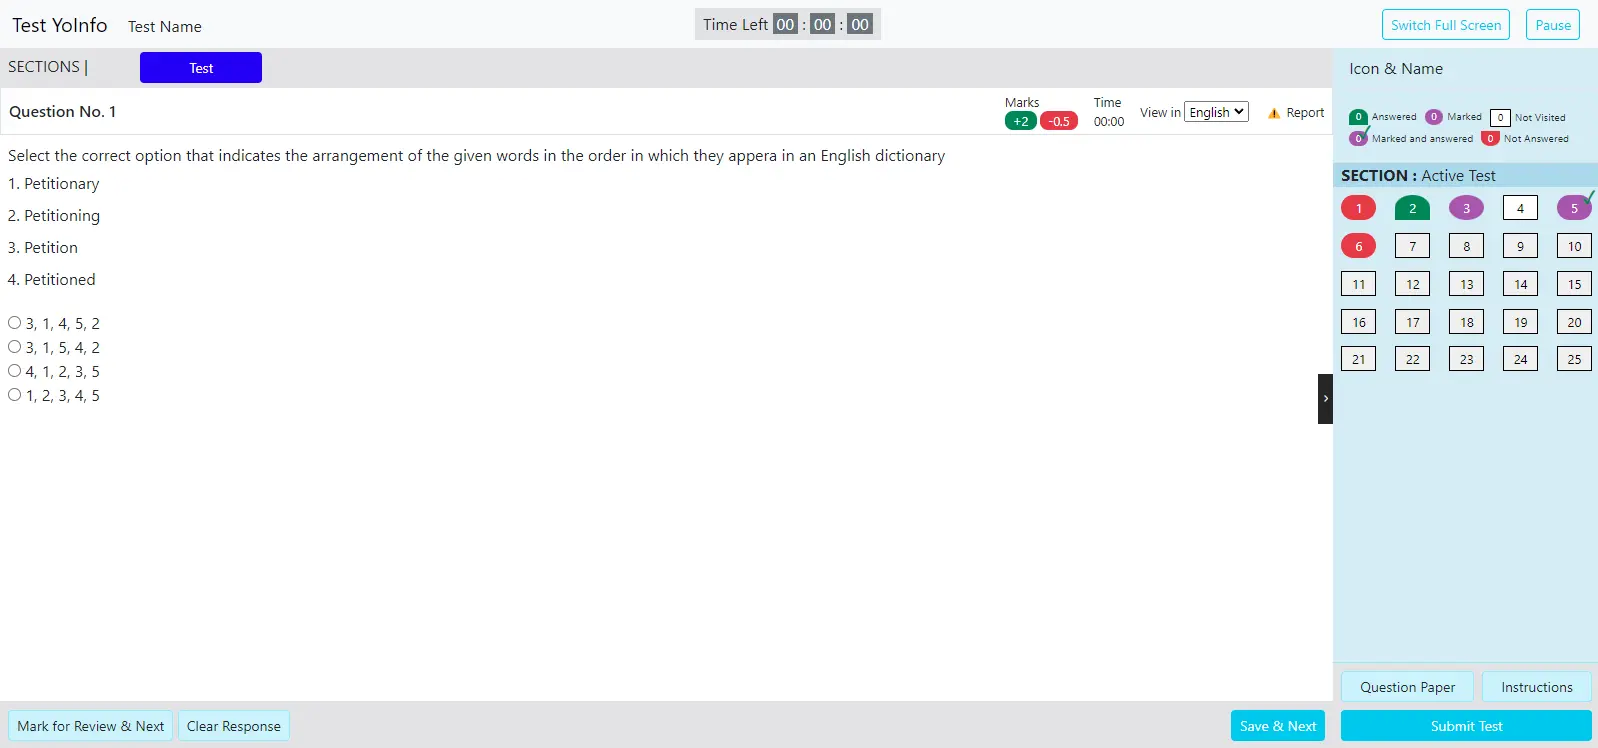 Test YoInfo Test Name Time Left 00 : 00 : 00 Switch Full Screen Pause
SECTIONS | Test
Icon & Name
Question No. 1
Marks
+2 -0.5
Time
00:00
View in English
Report
0 Answered 0 Marked 0 Not Visited
0 Marked and answered 0 Not Answered
Select the correct option that indicates the arrangement of the given words in the order in which they appera in an English dictionary
1. Petitionary
2. Petitioning
3. Petition
4. Petitioned
3, 1, 4, 5, 2
3, 1, 5, 4, 2
4, 1, 2, 3, 5
1, 2, 3, 4, 5
SECTION : Active Test
1 2 3 4 5
6 7 8 9 10
11 12 13 14 15
16 17 18 19 20
21 22 23 24 25
Question Paper Instructions
Mark for Review & Next Clear Response Save & Next Submit Test